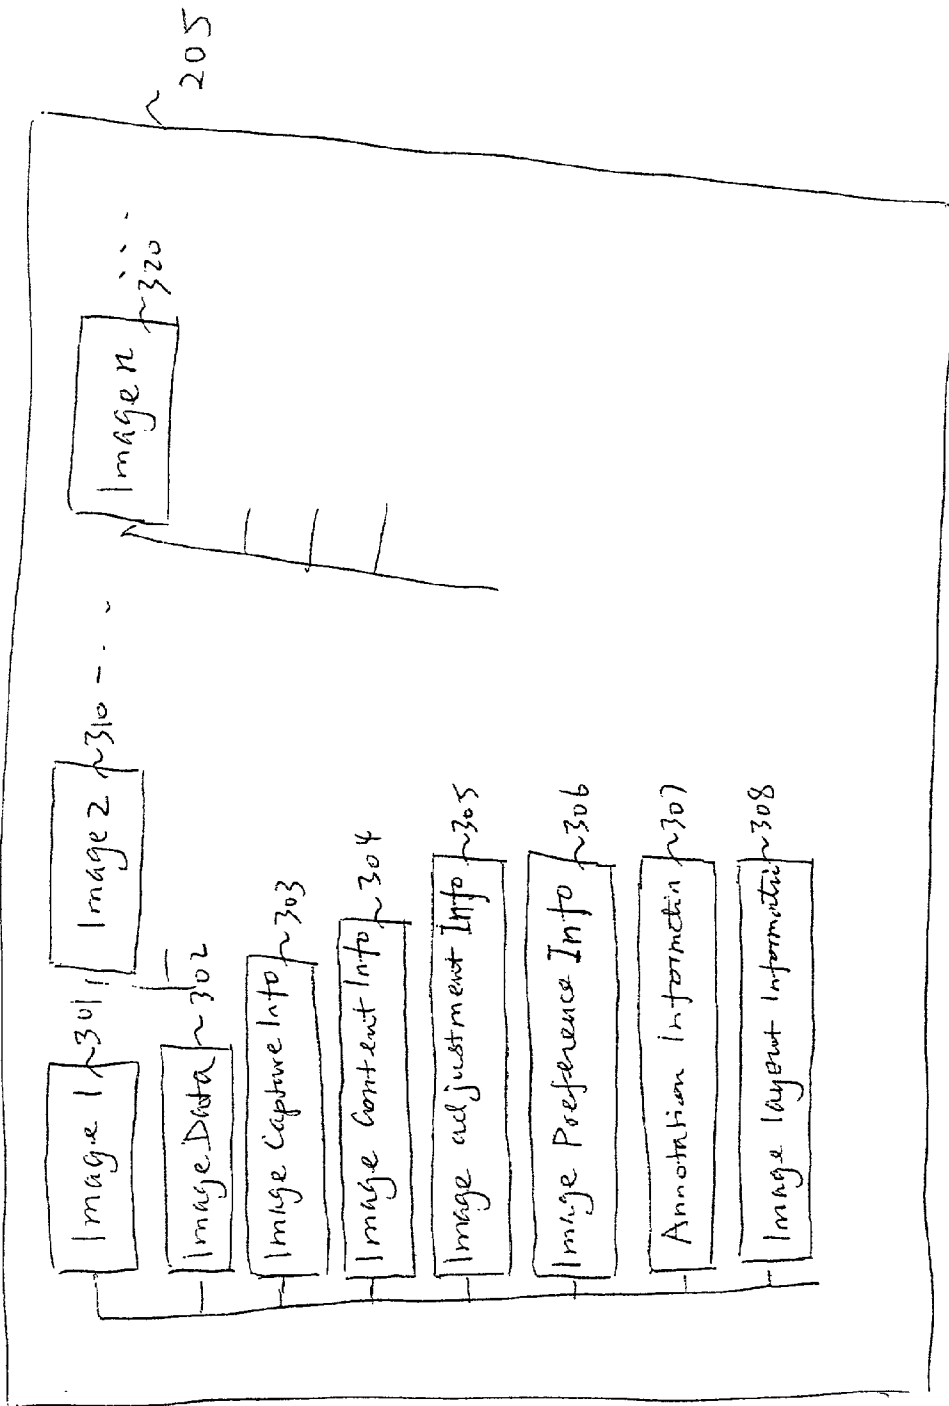 205
Image 1 ~301
Image 2 ~310 - . .
Image n ~320 . . .
Image Data ~302
Image Capture Info ~303
Image Content Info ~304
Image adjustment Info ~305
Image Preference Info ~306
Annotation Information ~307
Image layout Information ~308